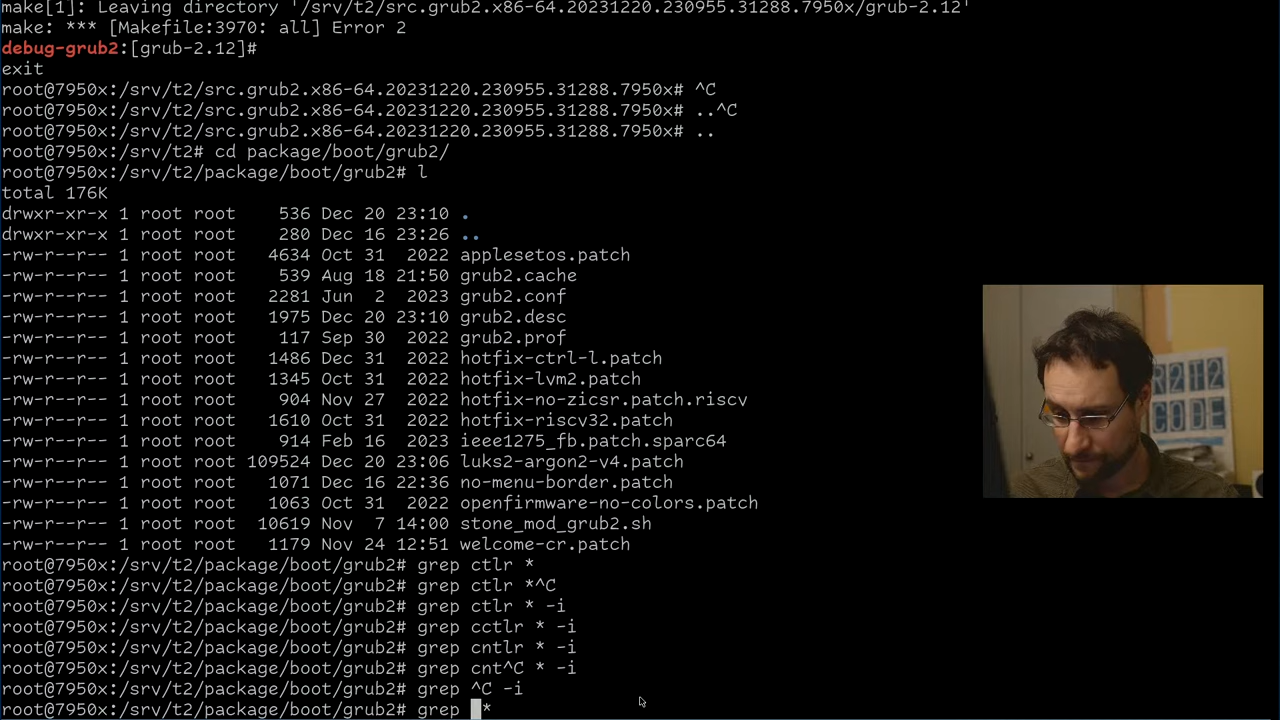 make[1]: Leaving directory '/srv/t2/src.grub2.x86-64.20231220.230955.31288.7950x/grub-2.12'
make: *** [Makefile:3970: all] Error 2
debug-grub2:[grub-2.12]#
exit
root@7950x:/srv/t2/src.grub2.x86-64.20231220.230955.31288.7950x# ^C
root@7950x:/srv/t2/src.grub2.x86-64.20231220.230955.31288.7950x# ..^C
root@7950x:/srv/t2/src.grub2.x86-64.20231220.230955.31288.7950x# ..
root@7950x:/srv/t2# cd package/boot/grub2/
root@7950x:/srv/t2/package/boot/grub2# l
total 176K
drwxr-xr-x 1 root root    536 Dec 20 23:10 .
drwxr-xr-x 1 root root    280 Dec 16 23:26 ..
-rw-r--r-- 1 root root   4634 Oct 31  2022 applesetos.patch
-rw-r--r-- 1 root root    539 Aug 18 21:50 grub2.cache
-rw-r--r-- 1 root root   2281 Jun  2  2023 grub2.conf
-rw-r--r-- 1 root root   1975 Dec 20 23:10 grub2.desc
-rw-r--r-- 1 root root    117 Sep 30  2022 grub2.prof
-rw-r--r-- 1 root root   1486 Dec 31  2022 hotfix-ctrl-l.patch
-rw-r--r-- 1 root root   1345 Oct 31  2022 hotfix-lvm2.patch
-rw-r--r-- 1 root root    904 Nov 27  2022 hotfix-no-zicsr.patch.riscv
-rw-r--r-- 1 root root   1610 Oct 31  2022 hotfix-riscv32.patch
-rw-r--r-- 1 root root    914 Feb 16  2023 ieee1275_fb.patch.sparc64
-rw-r--r-- 1 root root 109524 Dec 20 23:06 luks2-argon2-v4.patch
-rw-r--r-- 1 root root   1071 Dec 16 22:36 no-menu-border.patch
-rw-r--r-- 1 root root   1063 Oct 31  2022 openfirmware-no-colors.patch
-rw-r--r-- 1 root root  10619 Nov  7 14:00 stone_mod_grub2.sh
-rw-r--r-- 1 root root   1179 Nov 24 12:51 welcome-cr.patch
root@7950x:/srv/t2/package/boot/grub2# grep ctlr *
root@7950x:/srv/t2/package/boot/grub2# grep ctlr *^C
root@7950x:/srv/t2/package/boot/grub2# grep ctlr * -i
root@7950x:/srv/t2/package/boot/grub2# grep cctlr * -i
root@7950x:/srv/t2/package/boot/grub2# grep cntlr * -i
root@7950x:/srv/t2/package/boot/grub2# grep cnt^C * -i
root@7950x:/srv/t2/package/boot/grub2# grep ^C -i
root@7950x:/srv/t2/package/boot/grub2# grep *
R2T2
CODE